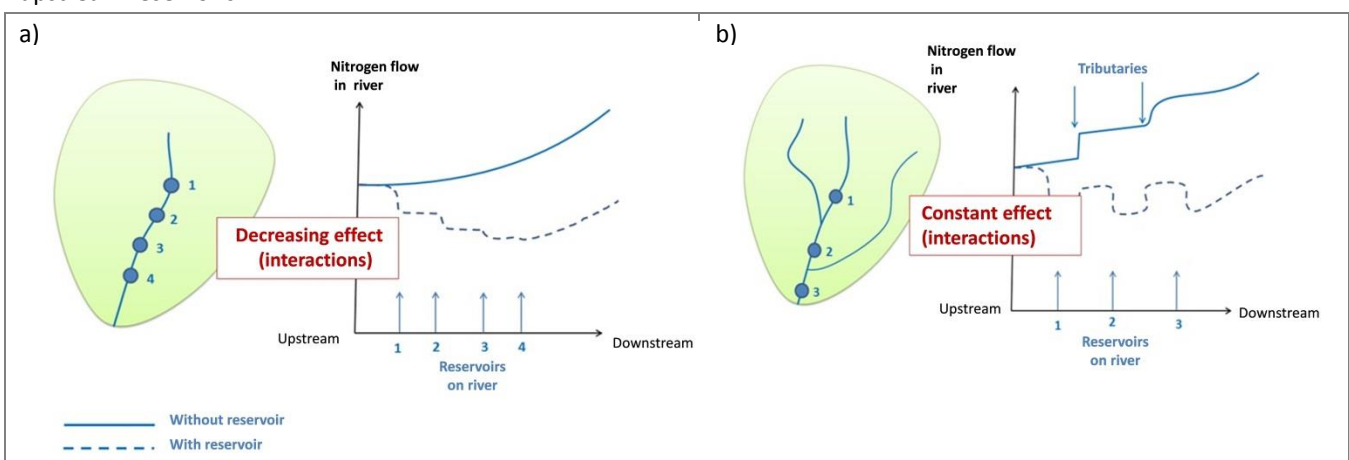 a)
Nitrogen flow
in river
1
2
3
4
Decreasing effect
(interactions)
Upstream
Downstream
1 2 3 4
Reservoirs
on river
Without reservoir
With reservoir
b)
Nitrogen flow
in
river
Tributaries
1
2
3
Constant effect
(interactions)
Upstream
Downstream
1 2 3
Reservoirs
on river